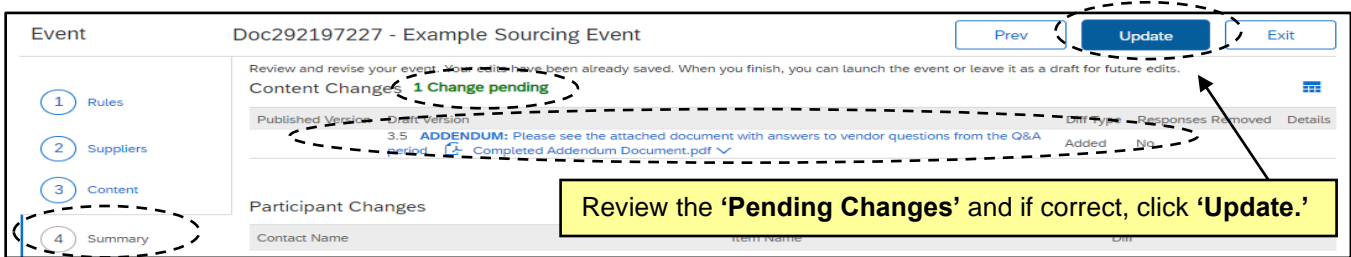 Event
Doc292197227 - Example Sourcing Event
Prev
Update
Exit
Review and revise your event. Your edits have been already saved. When you finish, you can launch the event or leave it as a draft for future edits.
Content Changes 1 Change pending
1 Rules
Published Version Draft Version Diff Type Responses Removed Details
3.5 ADDENDUM: Please see the attached document with answers to vendor questions from the Q&A
period Completed Addendum Document.pdf
Added No
2 Suppliers
3 Content
Participant Changes
Review the ‘Pending Changes’ and if correct, click ‘Update.’
4 Summary
Contact Name Item Name Diff